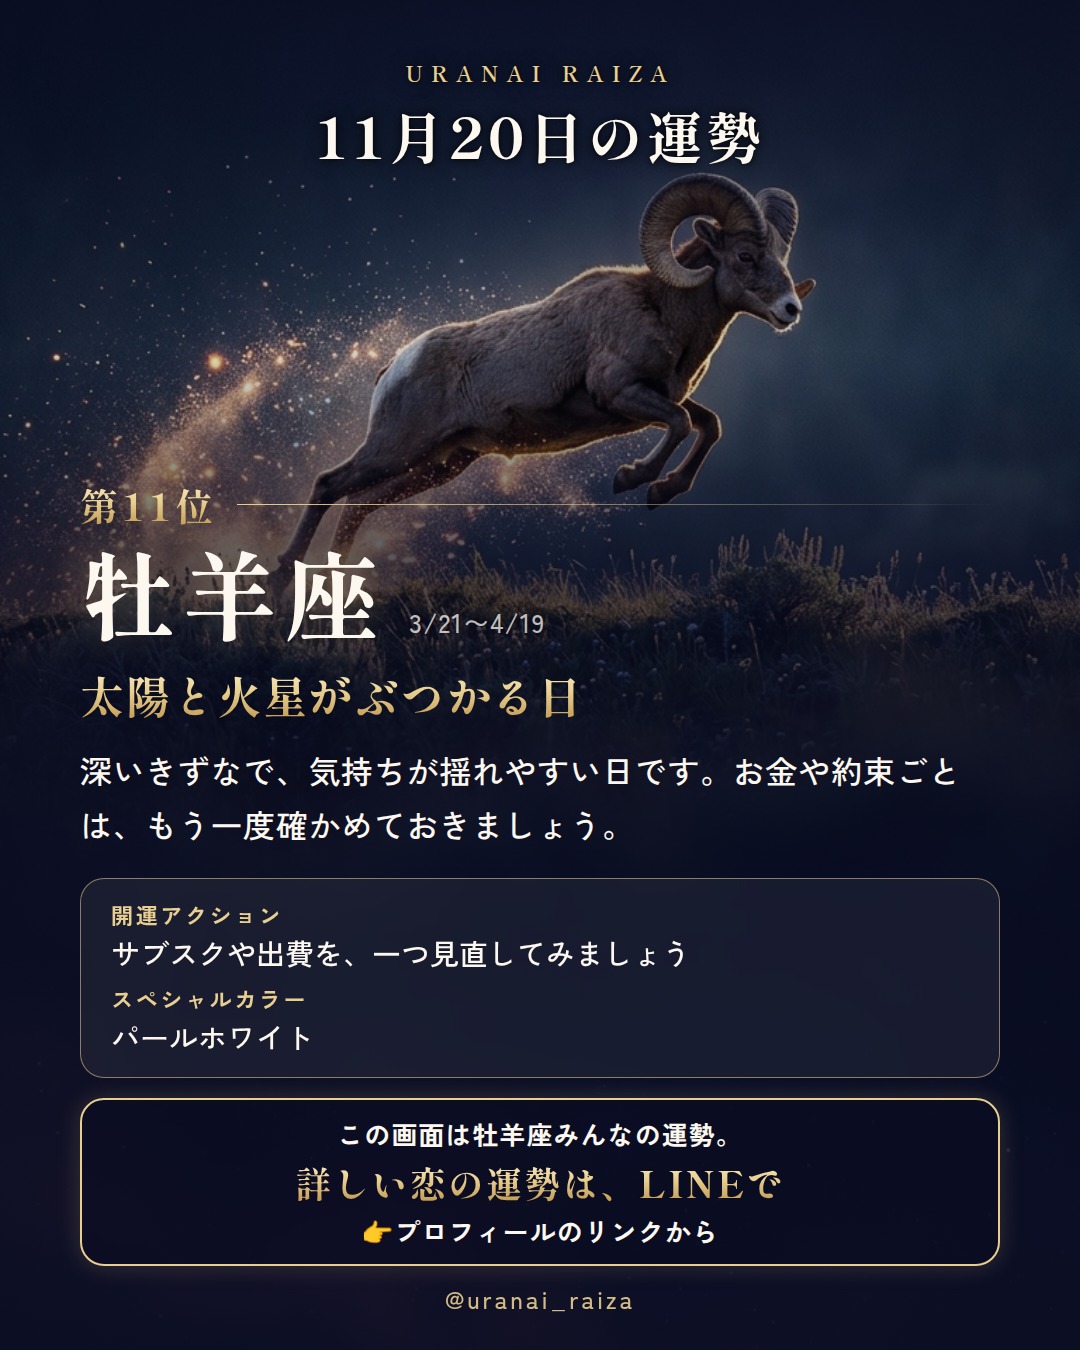 URANAI RAIZA
11月20日の運勢
第11位
牡羊座 3/21〜4/19
太陽と火星がぶつかる日
深いきずなで、気持ちが揺れやすい日です。お金や約束ごと
は、もう一度確かめておきましょう。
開運アクション
サブスクや出費を、一つ見直してみましょう
スペシャルカラー
パールホワイト
この画面は牡羊座みんなの運勢。
詳しい恋の運勢は、LINEで
👉プロフィールのリンクから
@uranai_raiza